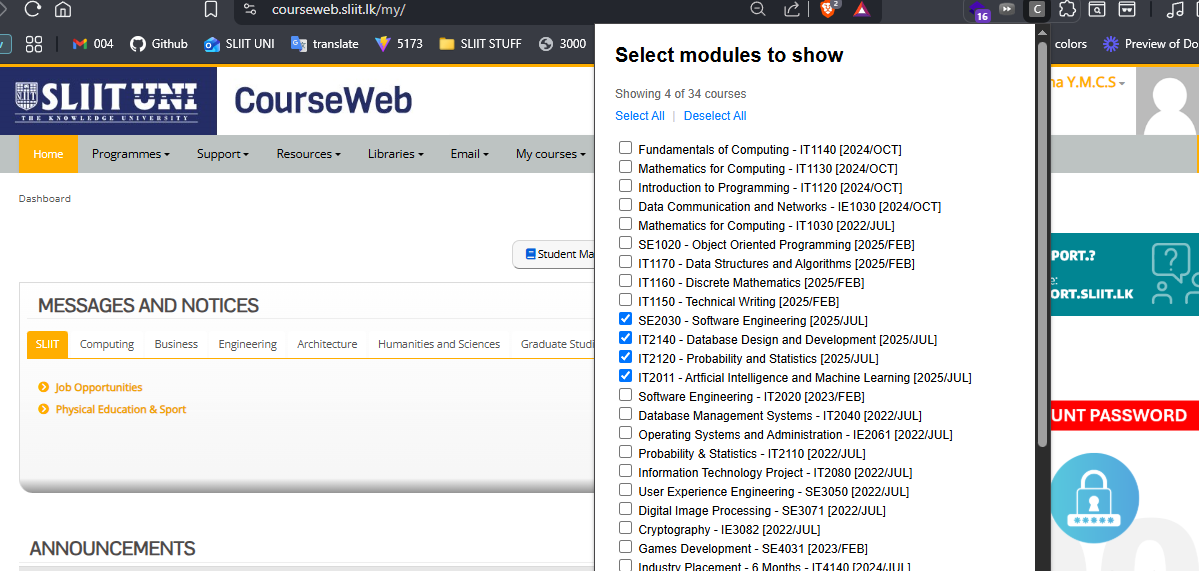 courseweb.sliit.lk/my/
2
16
C
004
Github
SLIIT UNI
translate
5173
SLIIT STUFF
3000
colors
Preview of Do
SLIIT UNI
THE KNOWLEDGE UNIVERSITY
CourseWeb
na Y.M.C.S
Home
Programmes
Support
Resources
Libraries
Email
My courses
Dashboard
Student Ma
MESSAGES AND NOTICES
SLIIT
Computing
Business
Engineering
Architecture
Humanities and Sciences
Graduate Studi
Job Opportunities
Physical Education & Sport
ANNOUNCEMENTS
Select modules to show
Showing 4 of 34 courses
Select All | Deselect All
Fundamentals of Computing - IT1140 [2024/OCT]
Mathematics for Computing - IT1130 [2024/OCT]
Introduction to Programming - IT1120 [2024/OCT]
Data Communication and Networks - IE1030 [2024/OCT]
Mathematics for Computing - IT1030 [2022/JUL]
SE1020 - Object Oriented Programming [2025/FEB]
IT1170 - Data Structures and Algorithms [2025/FEB]
IT1160 - Discrete Mathematics [2025/FEB]
IT1150 - Technical Writing [2025/FEB]
SE2030 - Software Engineering [2025/JUL]
IT2140 - Database Design and Development [2025/JUL]
IT2120 - Probability and Statistics [2025/JUL]
IT2011 - Artficial Intelligence and Machine Learning [2025/JUL]
Software Engineering - IT2020 [2023/FEB]
Database Management Systems - IT2040 [2022/JUL]
Operating Systems and Administration - IE2061 [2022/JUL]
Probability & Statistics - IT2110 [2022/JUL]
Information Technology Project - IT2080 [2022/JUL]
User Experience Engineering - SE3050 [2022/JUL]
Digital Image Processing - SE3071 [2022/JUL]
Cryptography - IE3082 [2022/JUL]
Games Development - SE4031 [2023/FEB]
Industry Placement - 6 Months - IT4140 [2024/JUL]
PORT.?
e:
ORT.SLIIT.LK
UNT PASSWORD